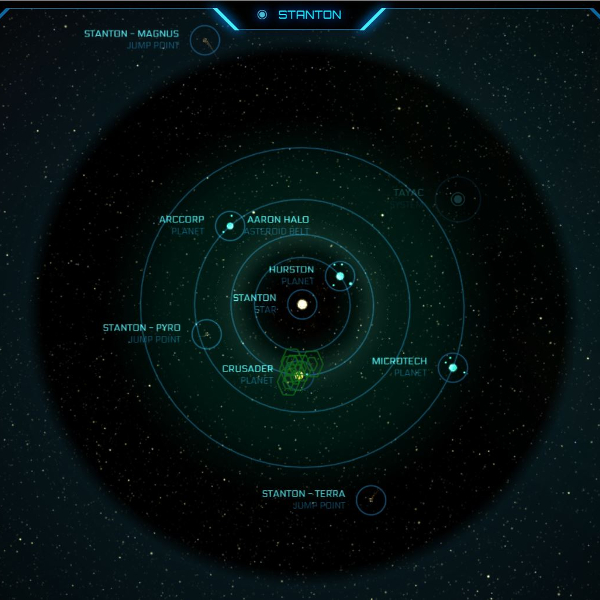 STANTON
STANTON - MAGNUS
JUMP POINT
TAYAC
ARCCORP
PLANET
AARON HALO
ASTEROID BELT
HURSTON
PLANET
STANTON
STAR
STANTON - PYRO
JUMP POINT
CRUSADER
PLANET
MICROTECH
PLANET
STANTON - TERRA
JUMP POINT